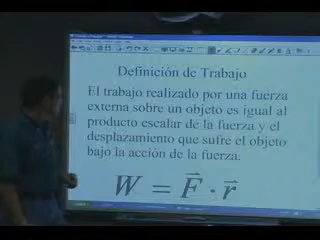 Definición de Trabajo
El trabajo realizado por una fuerza
externa sobre un objeto es igual al
producto escalar de la fuerza y el
desplazamiento que sufre el objeto
bajo la acción de la fuerza.
W = F⃗ · r⃗